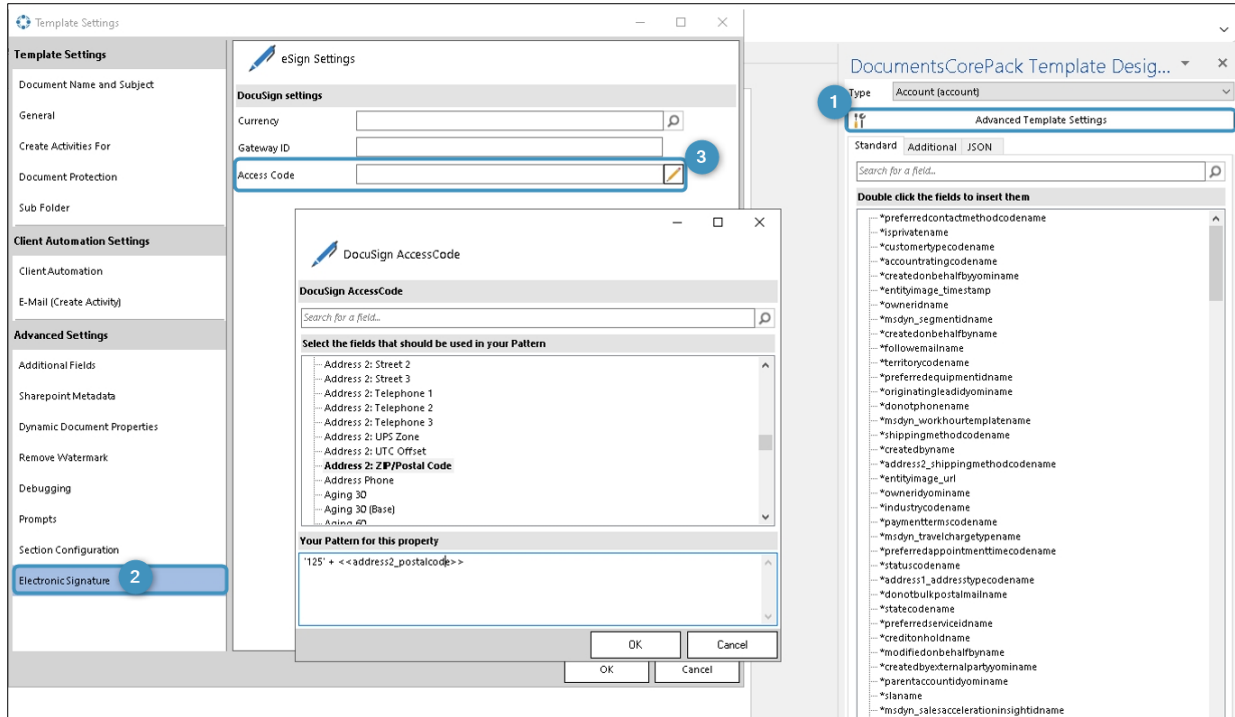 Template Settings
Template Settings
Document Name and Subject
General
Create Activities For
Document Protection
Sub Folder
Client Automation Settings
Client Automation
E-Mail (Create Activity)
Advanced Settings
Additional Fields
Sharepoint Metadata
Dynamic Document Properties
Remove Watermark
Debugging
Prompts
Section Configuration
Electronic Signature
2
eSign Settings
DocuSign settings
Currency
Gateway ID
Access Code
3
DocuSign AccessCode
DocuSign AccessCode
Search for a field...
Select the fields that should be used in your Pattern
Address 2: Street 2
Address 2: Street 3
Address 2: Telephone 1
Address 2: Telephone 2
Address 2: Telephone 3
Address 2: UPS Zone
Address 2: UTC Offset
Address 2: ZIP/Postal Code
Address Phone
Aging 30
Aging 30 (Base)
Aging 60
Your Pattern for this property
'125' + <<address2_postalcode>>
OK Cancel
OK Cancel
DocumentsCorePack Template Desig...
1
Type Account (account)
Advanced Template Settings
Standard Additional JSON
Search for a field...
Double click the fields to insert them
*preferredcontactmethodcodename
*isprivatename
*customertypecodename
*accountratingcodename
*createdonbehalfbyyominame
*entityimage_timestamp
*owneridname
*msdyn_segmentidname
*createdonbehalfbyname
*followemailname
*territorycodename
*preferredequipmentidname
*originatingleadidyominame
*donotphonename
*msdyn_workhourtemplatename
*shippingmethodcodename
*createdbyname
*address2_shippingmethodcodename
*entityimage_url
*owneridyominame
*industrycodename
*paymenttermscodename
*msdyn_travelchargetypename
*preferredappointmenttimecodename
*statuscodename
*address1_addresstypecodename
*donotbulkpostalmailname
*statecodename
*preferredserviceidname
*creditonholdname
*modifiedonbehalfbyname
*createdbyexternalpartyyominame
*parentaccountidyominame
*slaname
*msdyn_salesaccelerationinsightidname